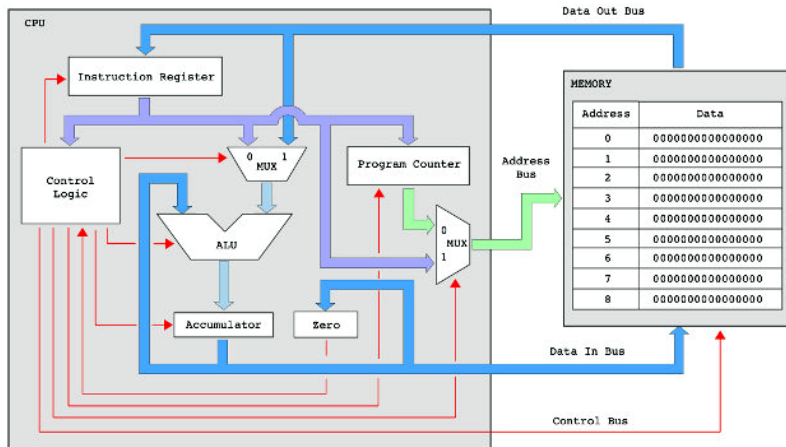 Data Out Bus
CPU
Instruction Register
MEMORY
Address Data
0 0000000000000000
1 0000000000000000
2 0000000000000000
3 0000000000000000
4 0000000000000000
5 0000000000000000
6 0000000000000000
7 0000000000000000
8 0000000000000000
0 1
MUX
Program Counter
Address
Bus
Control
Logic
0
MUX
1
ALU
Accumulator
Zero
Data In Bus
Control Bus